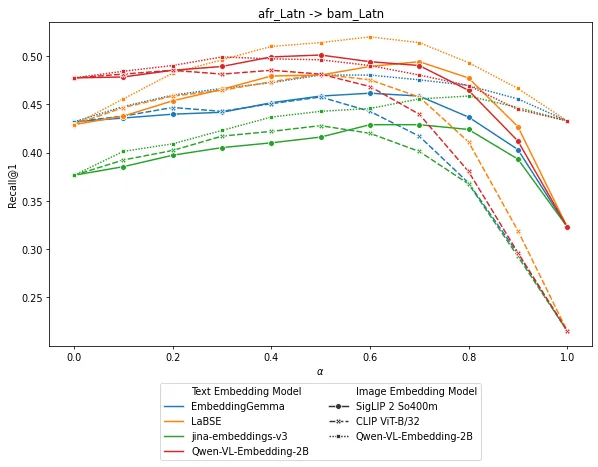 afr_Latn -> bam_Latn
Recall@1
0.50
0.45
0.40
0.35
0.30
0.25
0.0
0.2
0.4
0.6
0.8
1.0
α
Text Embedding Model
EmbeddingGemma
LaBSE
jina-embeddings-v3
Qwen-VL-Embedding-2B
Image Embedding Model
SigLIP 2 So400m
CLIP ViT-B/32
Qwen-VL-Embedding-2B